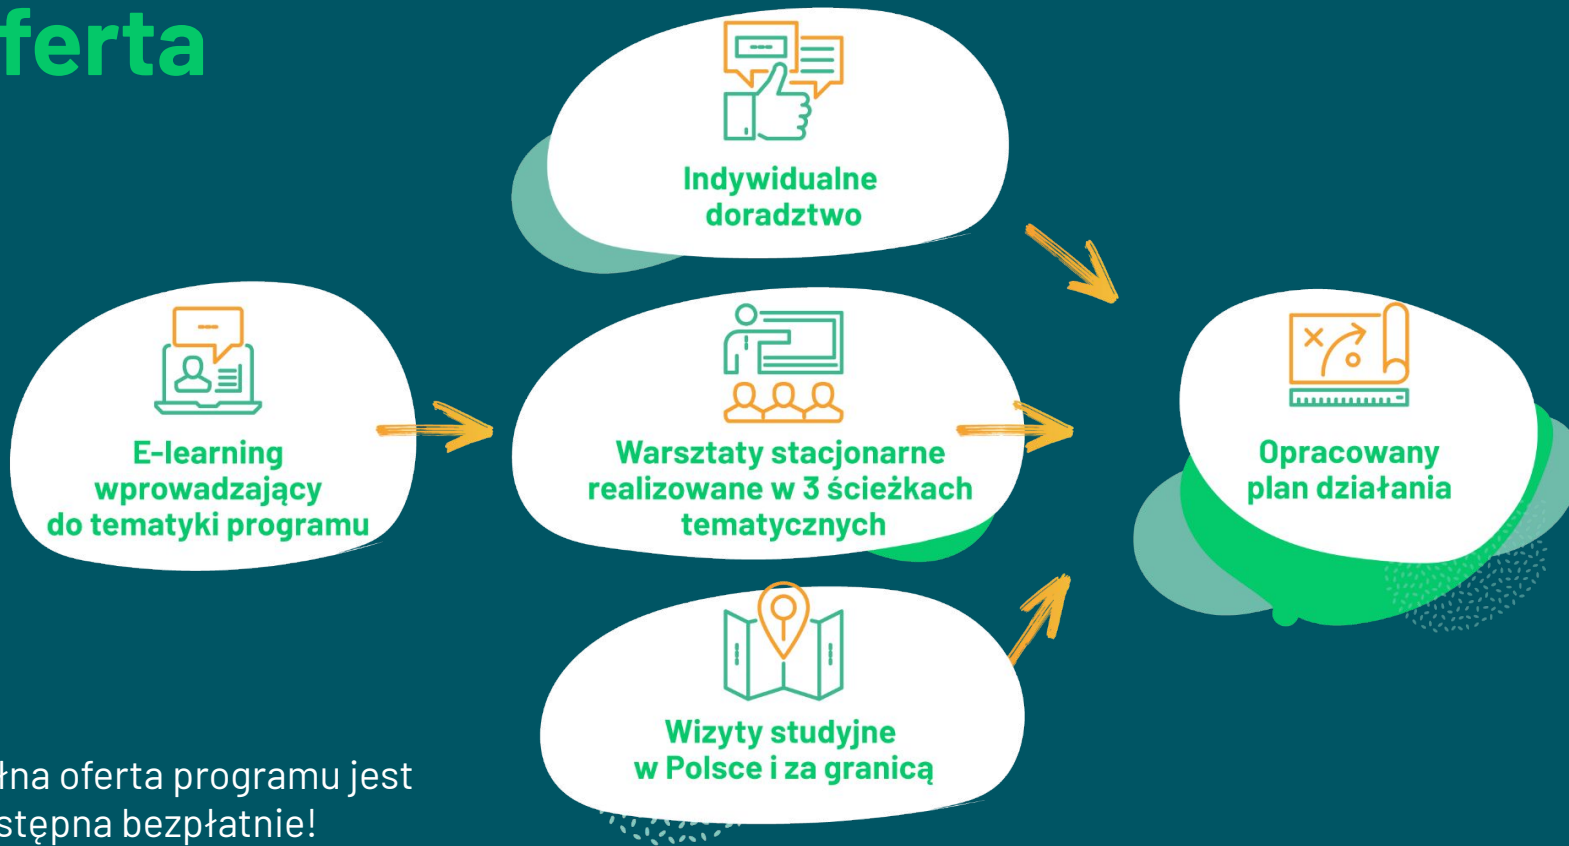 ferta
Indywidualne
doradztwo
E-learning
wprowadzający
do tematyki programu
Warsztaty stacjonarne
realizowane w 3 ścieżkach
tematycznych
Opracowany
plan działania
Wizyty studyjne
w Polsce i za granicą
łna oferta programu jest
stępna bezpłatnie!